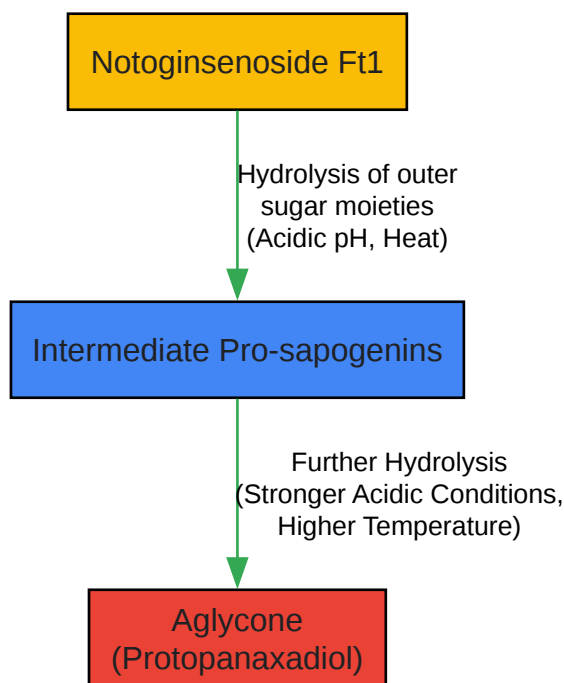 Notoginsenoside Ft1
Hydrolysis of outer
sugar moieties
(Acidic pH, Heat)
Intermediate Pro-sapogenins
Further Hydrolysis
(Stronger Acidic Conditions,
Higher Temperature)
Aglycone
(Protopanaxadiol)